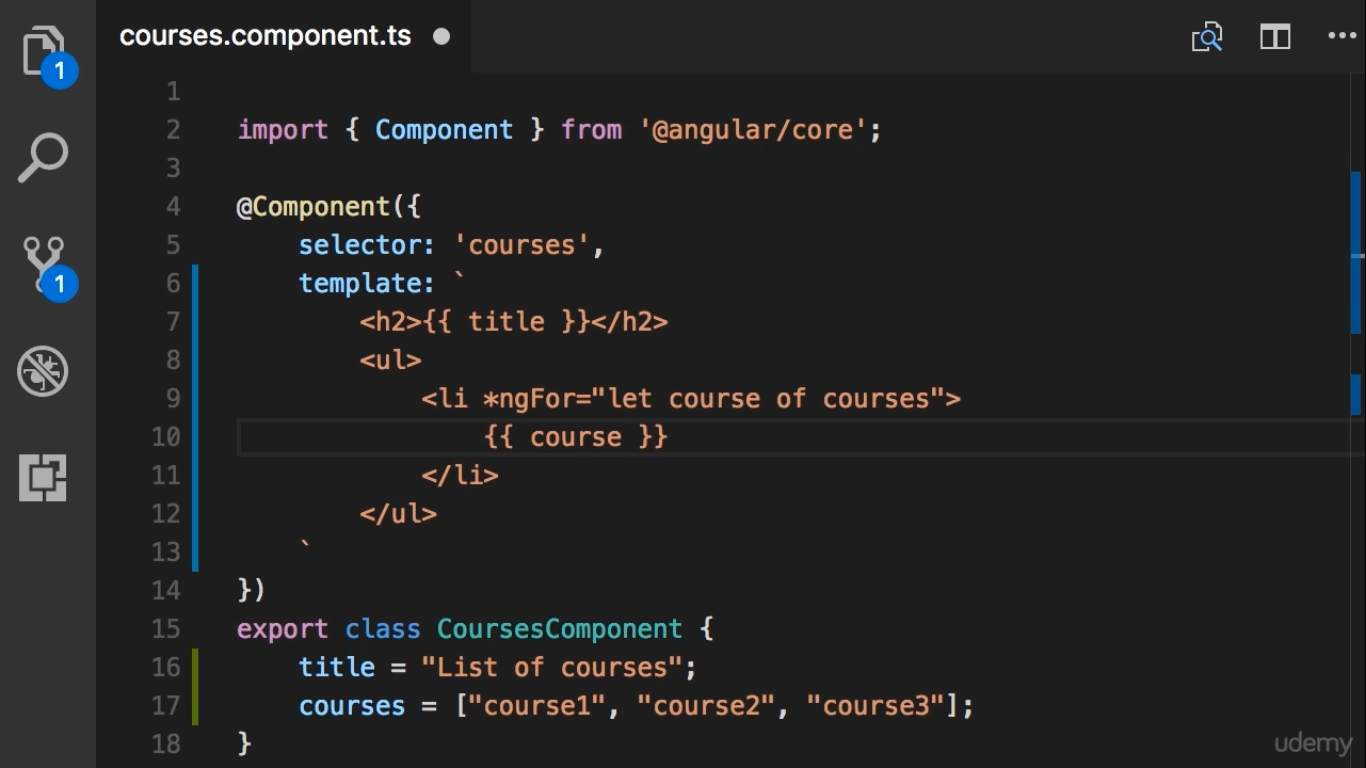 courses.component.ts
1
1
1
2 import { Component } from '@angular/core';
3
4 @Component({
5 selector: 'courses',
6 template: `
7 <h2>{{ title }}</h2>
8 <ul>
9 <li *ngFor="let course of courses">
10 {{ course }}
11 </li>
12 </ul>
13 `
14 })
15 export class CoursesComponent {
16 title = "List of courses";
17 courses = ["course1", "course2", "course3"];
18 }
udemy